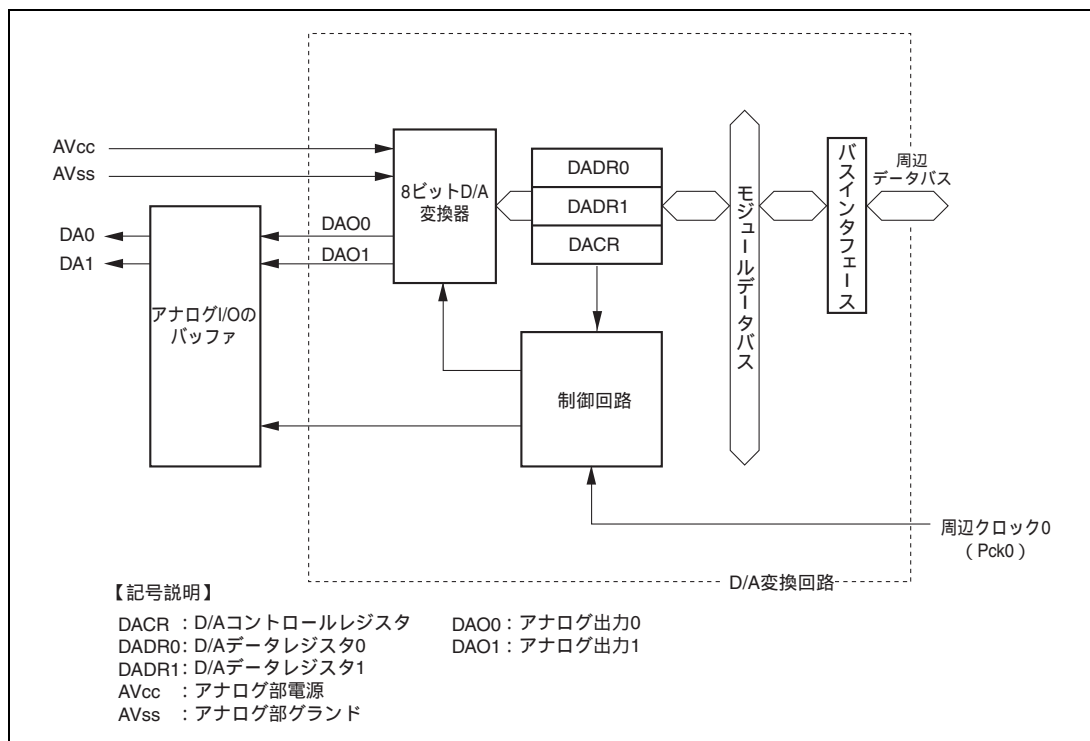 AVcc
AVss
DA0
DA1
アナログI/Oの
バッファ
DAO0
DAO1
8ビットD/A
変換器
DADR0
DADR1
DACR
制御回路
モジュールデータバス
バスインタフェース
周辺
データバス
周辺クロック0
（Pck0）
D/A変換回路
【記号説明】
DACR ：D/Aコントロールレジスタ
DADR0：D/Aデータレジスタ0
DADR1：D/Aデータレジスタ1
AVcc ：アナログ部電源
AVss ：アナログ部グランド
DAO0：アナログ出力0
DAO1：アナログ出力1